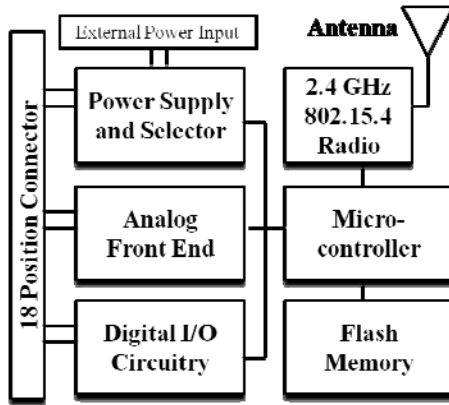 External Power Input
Antenna
Power Supply
and Selector
2.4 GHz
802.15.4
Radio
18 Position Connector
Analog
Front End
Micro-
controller
Digital I/O
Circuitry
Flash
Memory